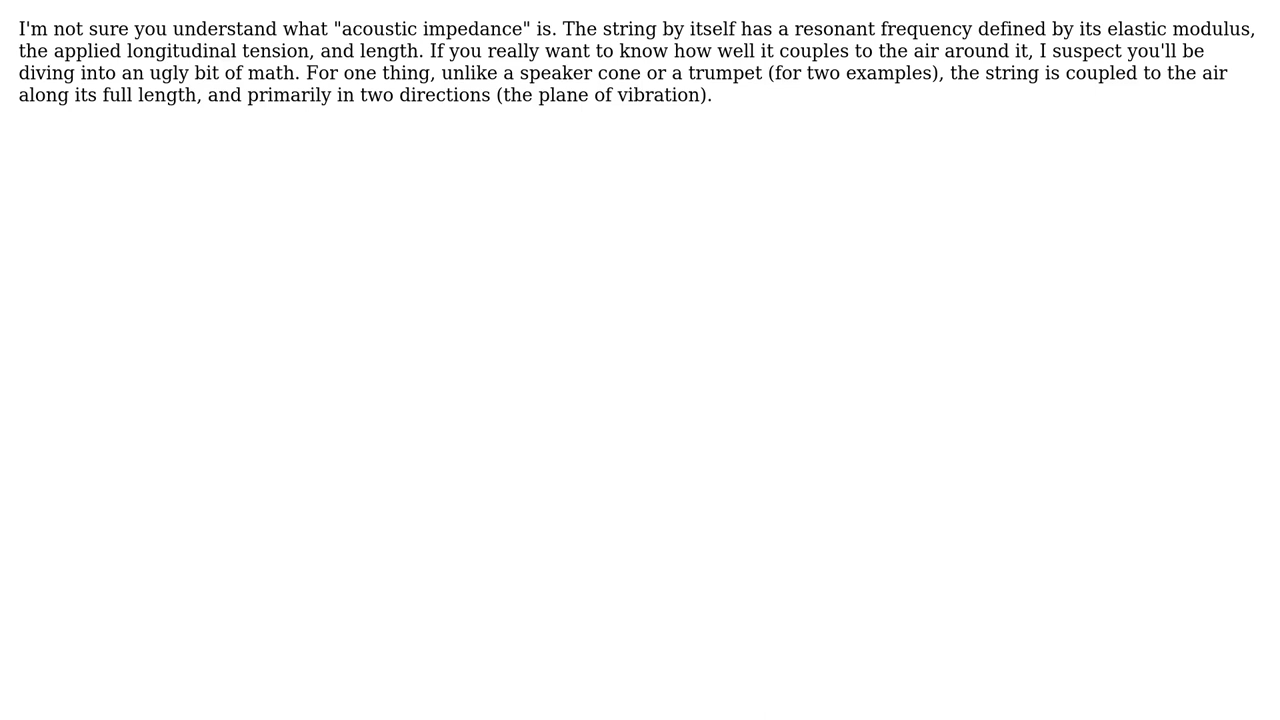 I'm not sure you understand what "acoustic impedance" is. The string by itself has a resonant frequency defined by its elastic modulus,
the applied longitudinal tension, and length. If you really want to know how well it couples to the air around it, I suspect you'll be
diving into an ugly bit of math. For one thing, unlike a speaker cone or a trumpet (for two examples), the string is coupled to the air
along its full length, and primarily in two directions (the plane of vibration).